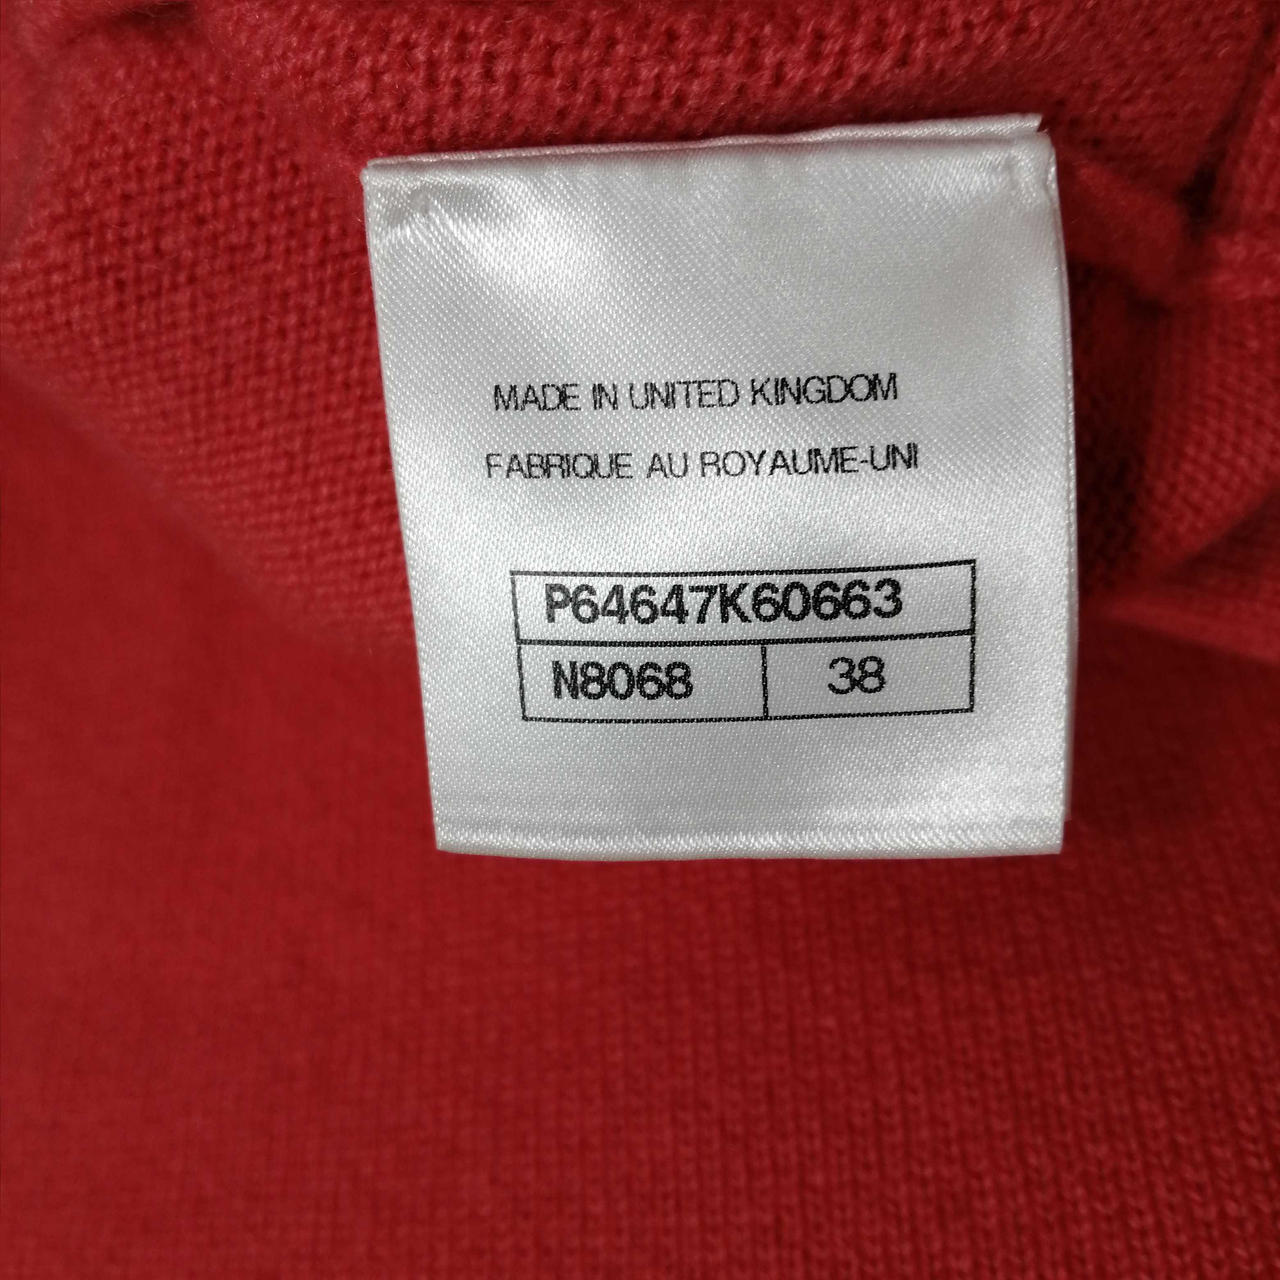 MADE IN UNITED KINGDOM
FABRIQUE AU ROYAUME-UNI
P64647K60663
N8068 38